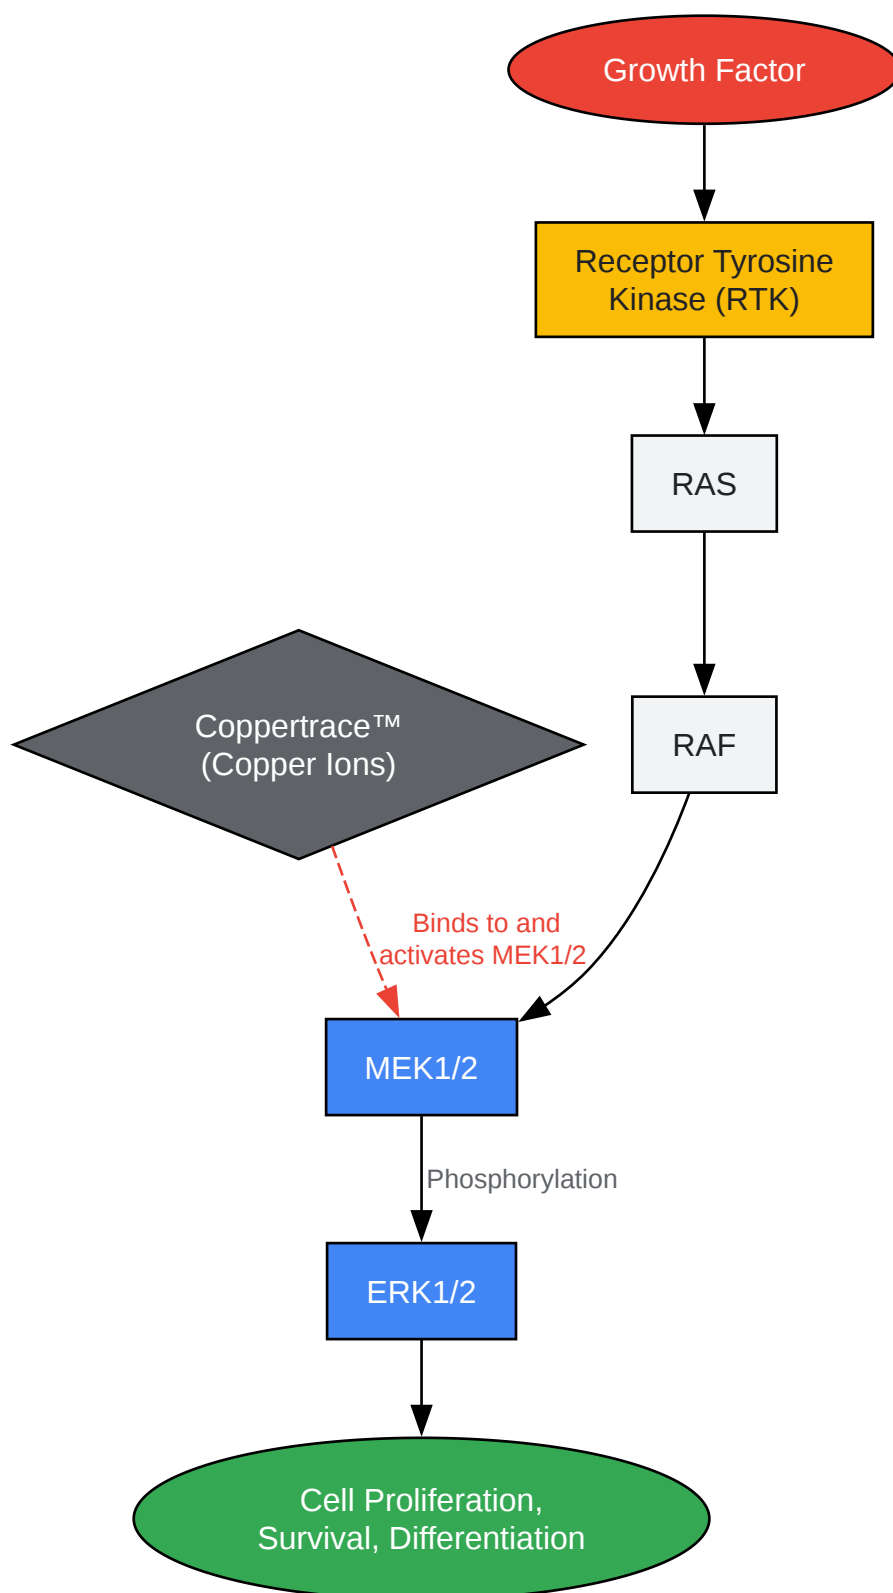 Growth Factor
Receptor Tyrosine
Kinase (RTK)
RAS
RAF
Coppertrace™
(Copper Ions)
Binds to and
activates MEK1/2
MEK1/2
Phosphorylation
ERK1/2
Cell Proliferation,
Survival, Differentiation